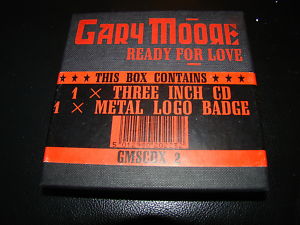 GARY MOORE
READY FOR LOVE
★ ★ ★ ★ THIS BOX CONTAINS ★ ★ ★ ★
1 × THREE INCH CD
1 × METAL LOGO BADGE
GMSCDX 2